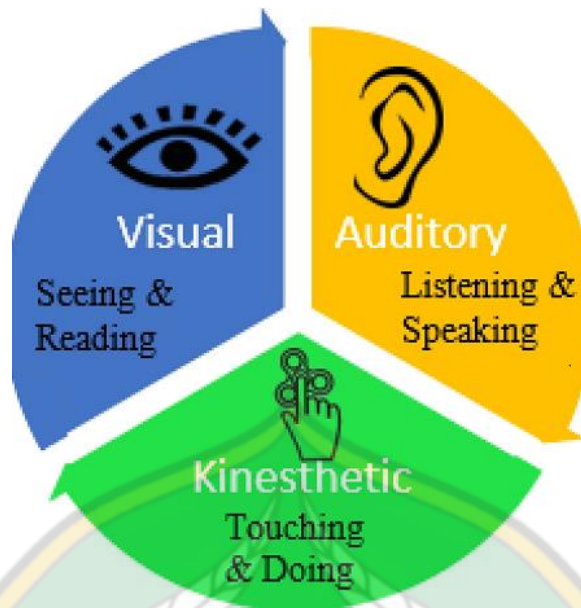 Visual
Seeing &
Reading
Auditory
Listening &
Speaking
Kinesthetic
Touching
& Doing